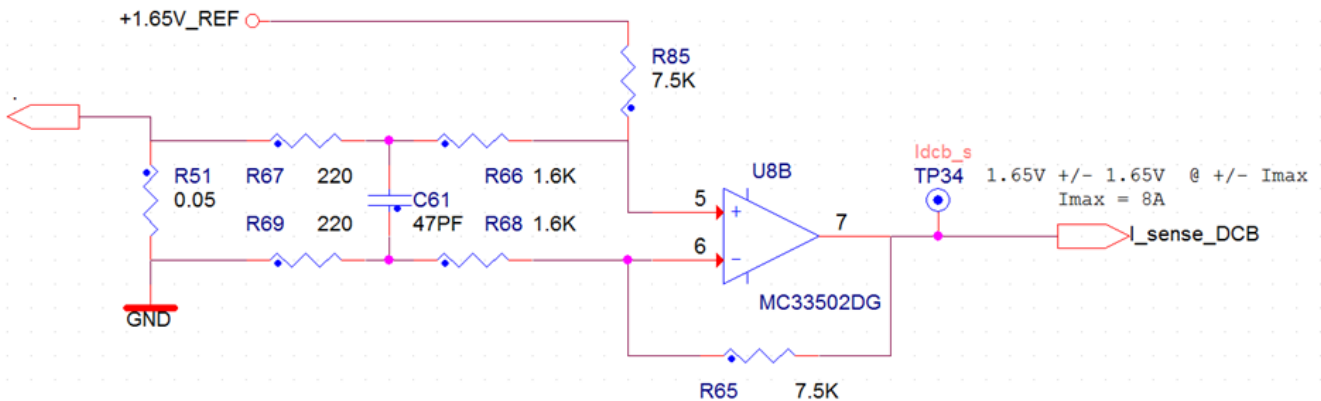 +1.65V_REF
R85
7.5K
R51
0.05
R67 220
R66 1.6K
C61
47PF
R69 220
R68 1.6K
GND
5
+
6
−
U8B
7
MC33502DG
Idcb_s
TP34
1.65V +/- 1.65V @ +/- Imax
Imax = 8A
I_sense_DCB
R65 7.5K